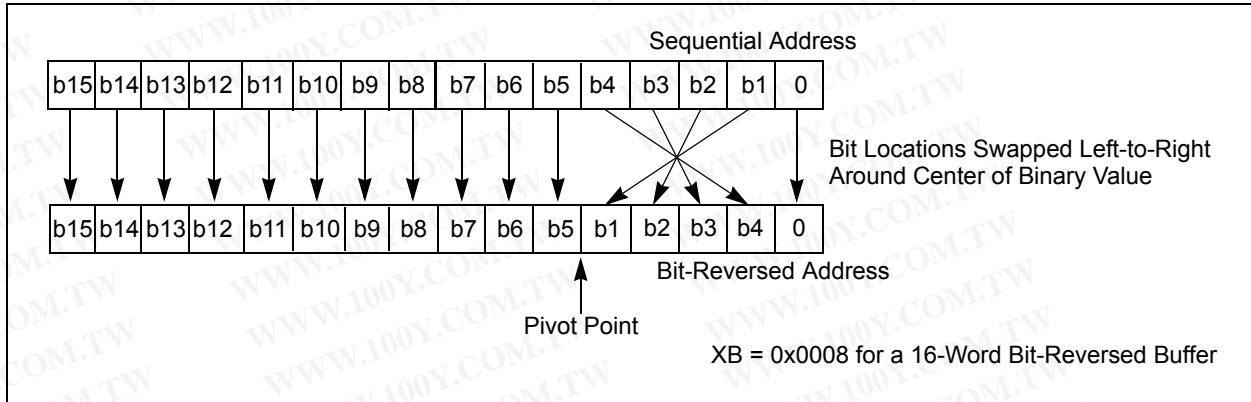 Sequential Address
b15 b14 b13 b12 b11 b10 b9 b8 b7 b6 b5 b4 b3 b2 b1 0
Bit Locations Swapped Left-to-Right
Around Center of Binary Value
b15 b14 b13 b12 b11 b10 b9 b8 b7 b6 b5 b1 b2 b3 b4 0
Bit-Reversed Address
Pivot Point
XB = 0x0008 for a 16-Word Bit-Reversed Buffer
WWW.100Y.COM.TW